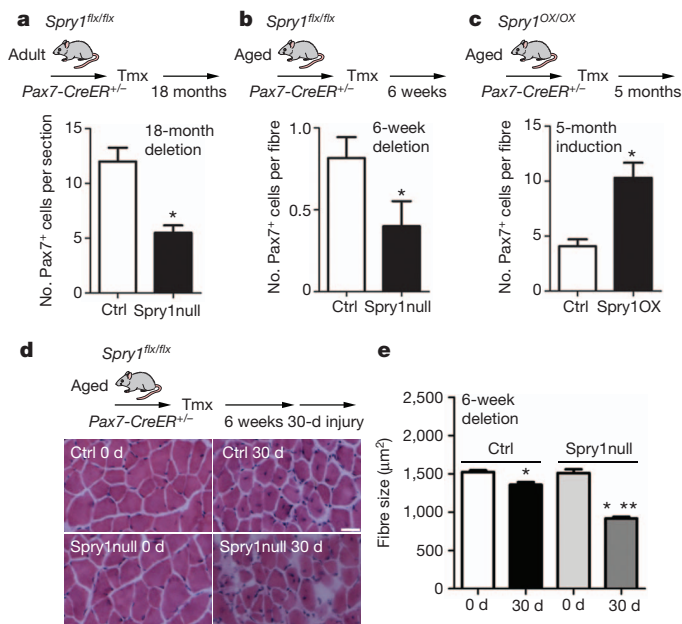 a
Spry1flx/flx
Adult
Pax7-CreER+/–
Tmx
18 months
No. Pax7+ cells per section
15
10
5
0
18-month
deletion
*
Ctrl Spry1null
b
Spry1flx/flx
Aged
Pax7-CreER+/–
Tmx
6 weeks
No. Pax7+ cells per fibre
1.0
0.5
0
6-week
deletion
*
Ctrl Spry1null
c
Spry1OX/OX
Aged
Pax7-CreER+/–
Tmx
5 months
No. Pax7+ cells per fibre
15
10
5
0
5-month
induction
*
Ctrl Spry1OX
d
Spry1flx/flx
Aged
Pax7-CreER+/–
Tmx
6 weeks 30-d injury
Ctrl 0 d
Ctrl 30 d
Spry1null 0 d
Spry1null 30 d
e
Fibre size (μm2)
2,500
2,000
1,500
1,000
500
0
6-week
deletion
Ctrl
Spry1null
*
* **
0 d 30 d 0 d 30 d